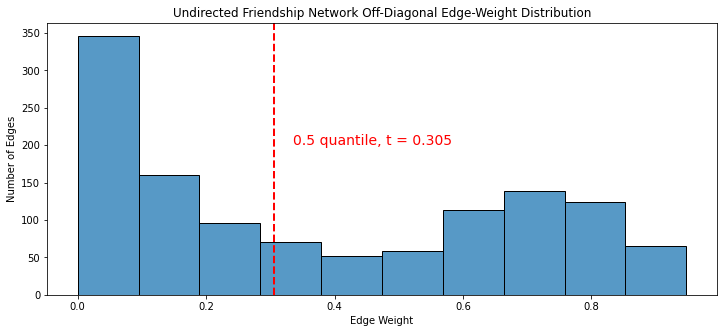 Undirected Friendship Network Off-Diagonal Edge-Weight Distribution
350
300
250
200
150
100
50
0
Number of Edges
0.5 quantile, t = 0.305
0.0 0.2 0.4 0.6 0.8
Edge Weight